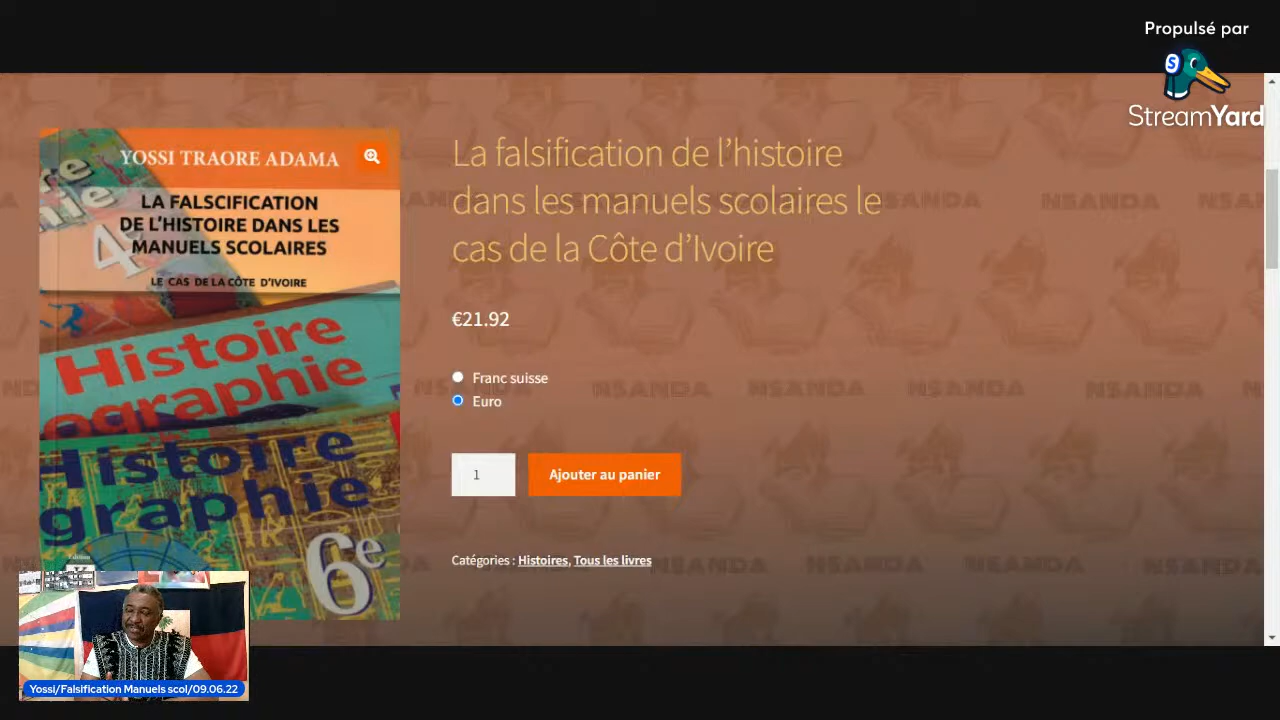 Propulsé par
StreamYard
YOSSI TRAORE ADAMA
LA FALSCIFICATION
DE L'HISTOIRE DANS LES
MANUELS SCOLAIRES
LE CAS DE LA CÔTE D'IVOIRE
4e
Histoire
ographie
Histoire
graphie
6e
La falsification de l'histoire
dans les manuels scolaires le
cas de la Côte d'Ivoire
€21.92
Franc suisse
Euro
1
Ajouter au panier
Catégories : Histoires, Tous les livres
NSANDA
Yossi/Falsification Manuels scol/09.06.22